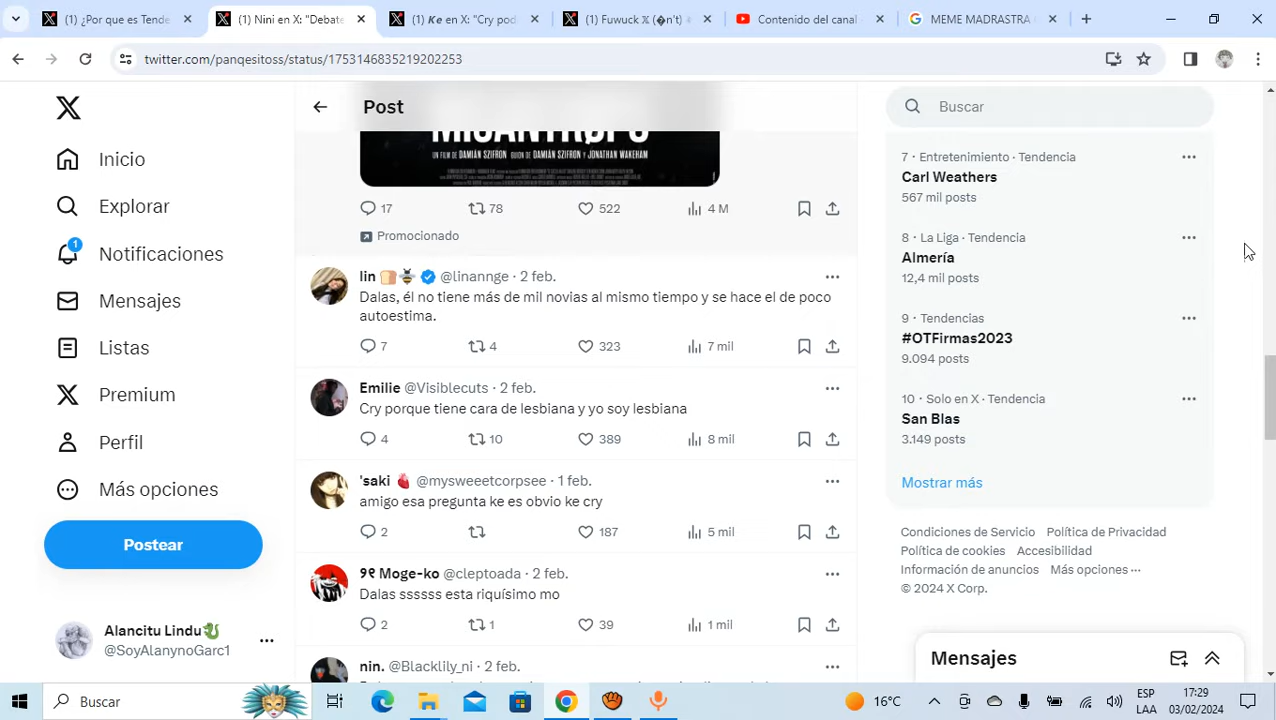 (1) ¿Por que es Tende
(1) Nini en X: "Debate
(1) Ke en X: "Cry pod
(1) Fuwuck 𝕏 (�n't)
Contenido del canal
MEME MADRASTRA
twitter.com/panqesitoss/status/1753146835219202253
Inicio
Explorar
1
Notificaciones
Mensajes
Listas
Premium
Perfil
Más opciones
Postear
Alancitu Lindu
@SoyAlanynoGarc1
Post
MISANTRØPO
UN FILM DE DAMIÁN SZIFRON GUION DE DAMIÁN SZIFRON Y JONATHAN WAKEHAM
17 78 522 4 M
Promocionado
lin @linannge · 2 feb.
Dalas, él no tiene más de mil novias al mismo tiempo y se hace el de poco
autoestima.
7 4 323 7 mil
Emilie @Visiblecuts · 2 feb.
Cry porque tiene cara de lesbiana y yo soy lesbiana
4 10 389 8 mil
'saki @mysweeetcorpsee · 1 feb.
amigo esa pregunta ke es obvio ke cry
2 187 5 mil
୨୧ Moge-ko @cleptoada · 2 feb.
Dalas ssssss esta riquísimo mo
2 1 39 1 mil
nin. @Blacklily_ni · 2 feb.
Buscar
7 · Entretenimiento · Tendencia
Carl Weathers
567 mil posts
8 · La Liga · Tendencia
Almería
12,4 mil posts
9 · Tendencias
#OTFirmas2023
9.094 posts
10 · Solo en X · Tendencia
San Blas
3.149 posts
Mostrar más
Condiciones de Servicio Política de Privacidad
Política de cookies Accesibilidad
Información de anuncios Más opciones ···
© 2024 X Corp.
Mensajes
Buscar
16°C
ESP
LAA
17:29
03/02/2024